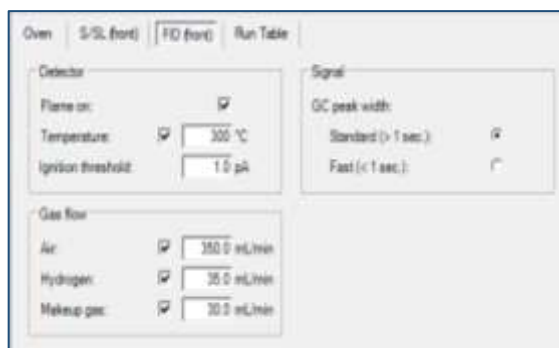 Oven S/SL (front) FID (front) Run Table
Detector
Flame on:
Temperature: 300 °C
Ignition threshold: 1.0 pA
Signal
GC peak width:
Standard (> 1 sec.):
Fast (< 1 sec.):
Gas flow
Air: 350.0 mL/min
Hydrogen: 35.0 mL/min
Makeup gas: 30.0 mL/min